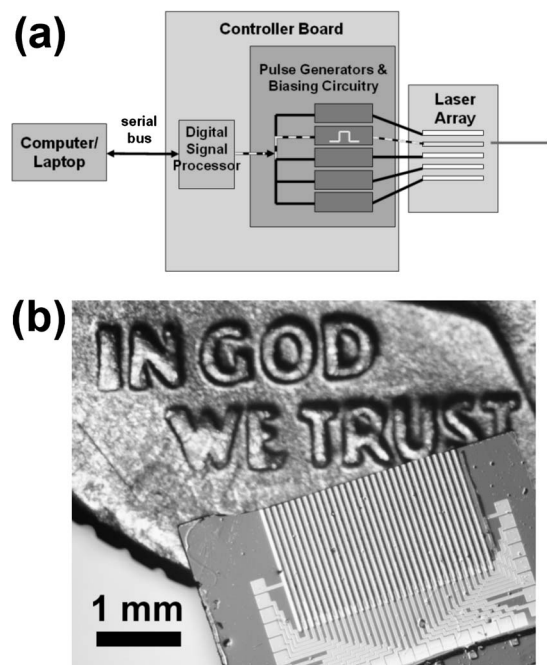 (a)
Controller Board
Pulse Generators &
Biasing Circuitry
Laser
Array
serial
bus
Computer/
Laptop
Digital
Signal
Processor
(b)
IN GOD
WE TRUST
1 mm